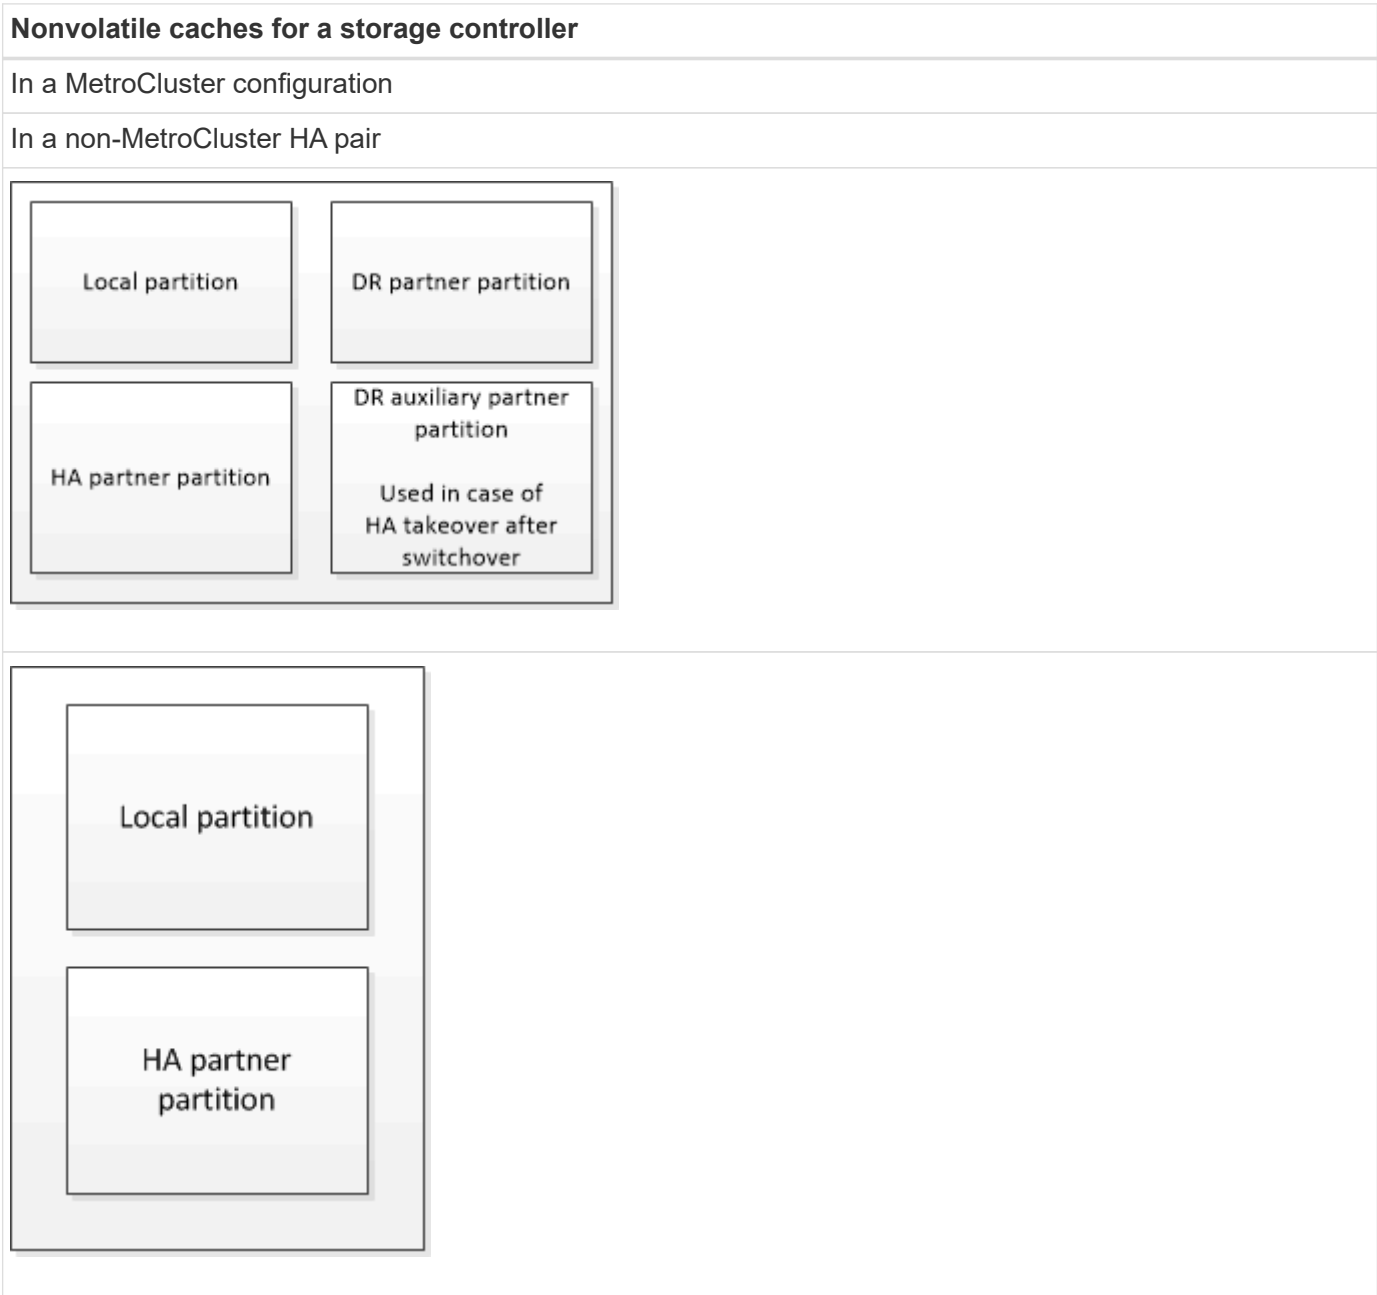 Nonvolatile caches for a storage controller
In a MetroCluster configuration
In a non-MetroCluster HA pair
Local partition
DR partner partition
HA partner partition
DR auxiliary partner
partition
Used in case of
HA takeover after
switchover
Local partition
HA partner
partition